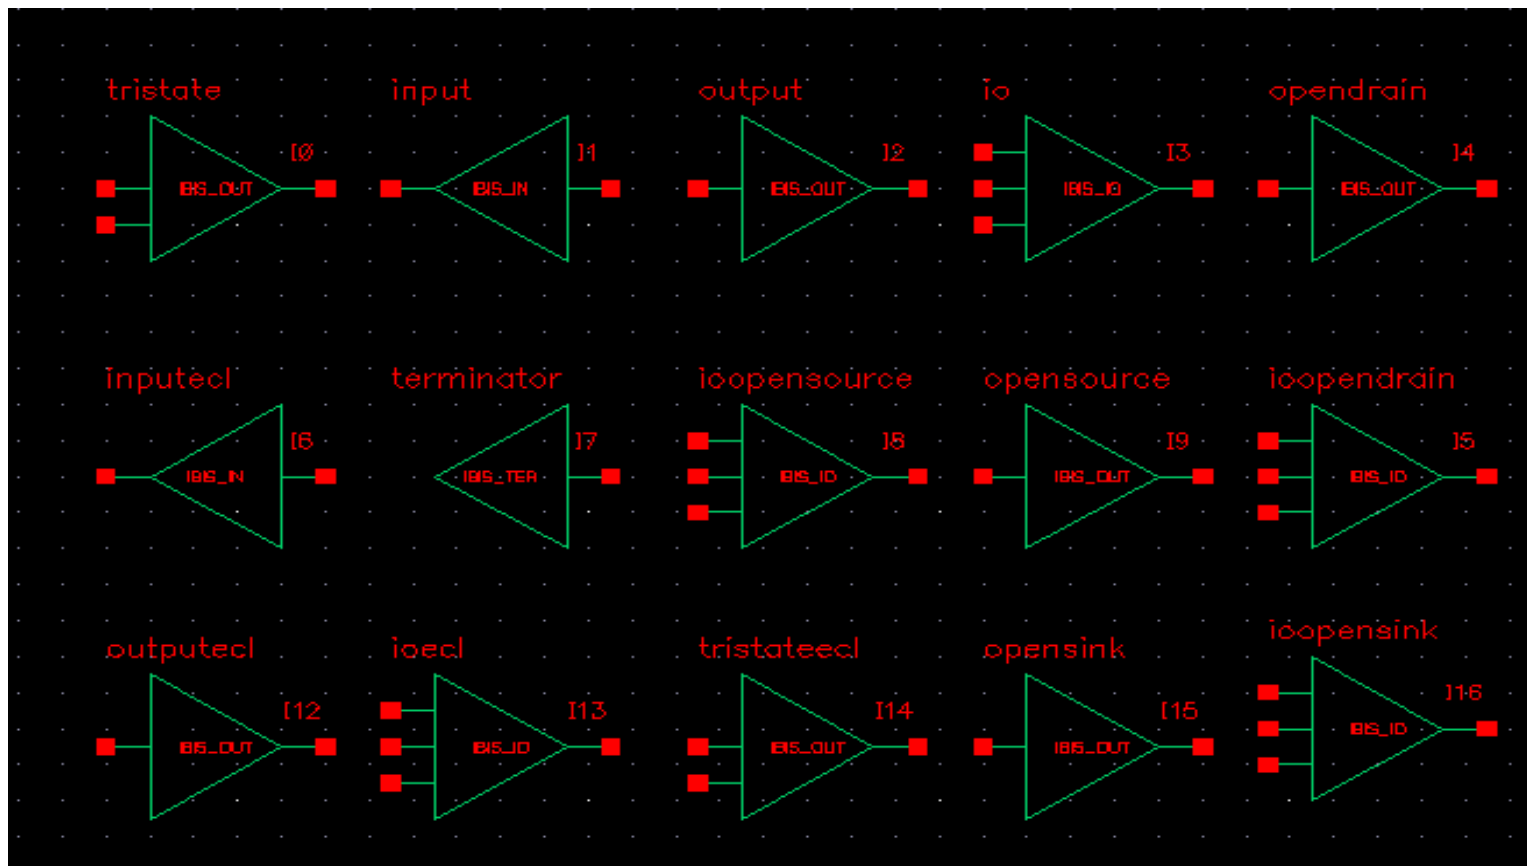 tristate input output io opendrain
I0 I1 I2 I3 I4
IBIS_OUT IBIS_IN IBIS_OUT IBIS_IO IBIS_OUT
inputecl terminator ioopensource opensource ioopendrain
I6 I7 I8 I9 I5
IBIS_IN IBIS_TER IBIS_IO IBIS_OUT IBIS_IO
ioopensink
outputecl ioecl tristateecl opensink
I16
I12 I13 I14 I15
IBIS_IO
IBIS_OUT IBIS_IO IBIS_OUT IBIS_OUT